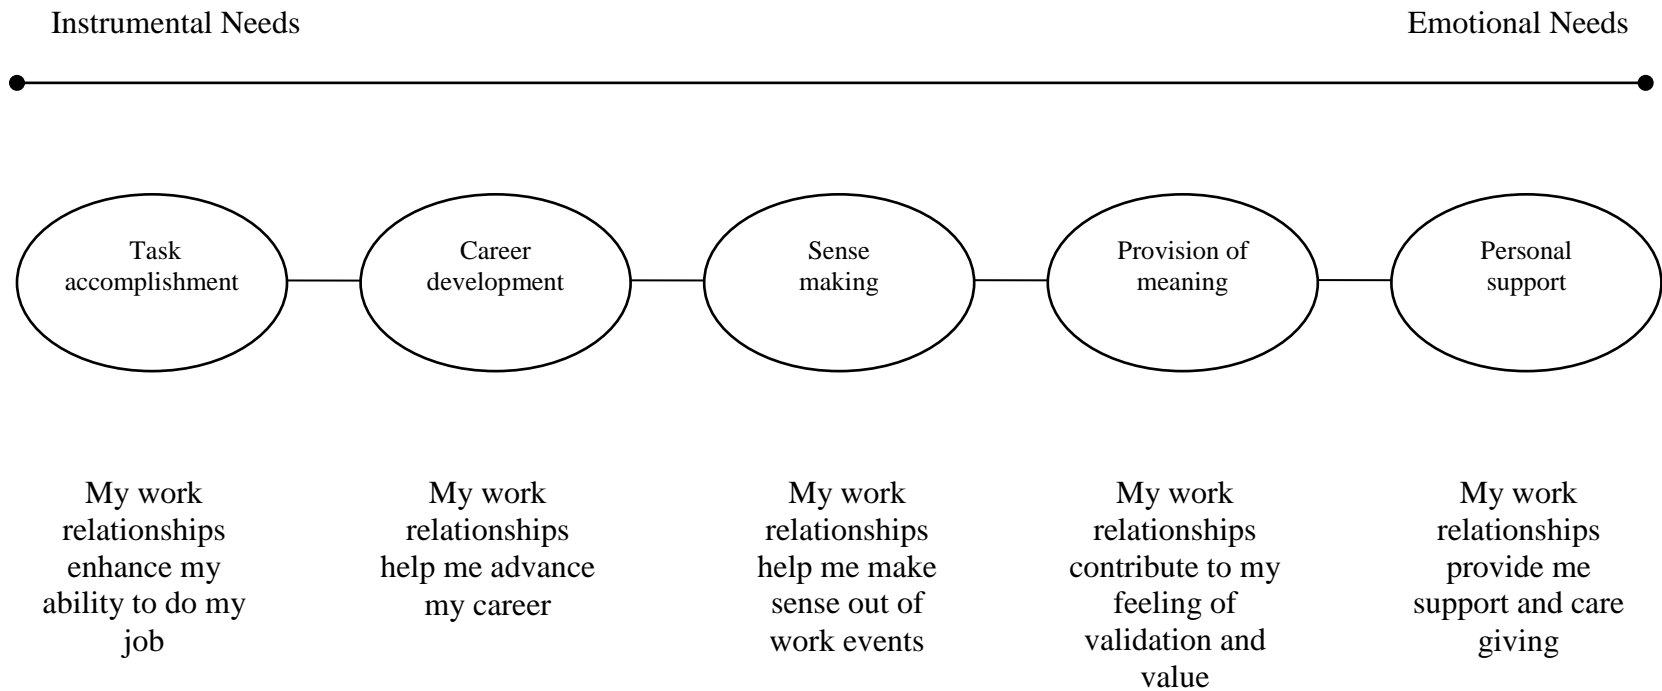 Instrumental Needs
Emotional Needs
Task
accomplishment
Career
development
Sense
making
Provision of
meaning
Personal
support
My work
relationships
enhance my
ability to do my
job
My work
relationships
help me advance
my career
My work
relationships
help me make
sense out of
work events
My work
relationships
contribute to my
feeling of
validation and
value
My work
relationships
provide me
support and care
giving